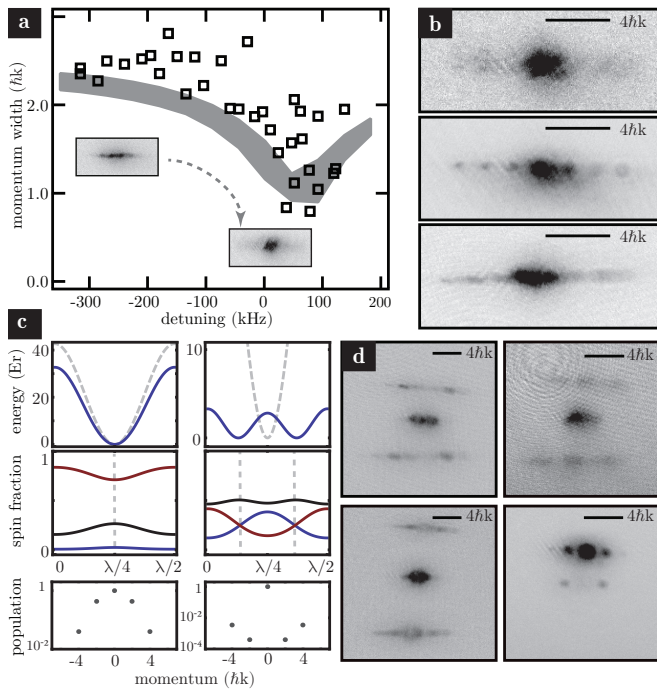 a
momentum width (ħk)
3.0
2.0
1.0
0.0
-300 -200 -100 0 100 200
detuning (kHz)
b
4ħk
4ħk
4ħk
c
energy (Er)
40
20
0
10
0
spin fraction
1
0
0 λ/4 λ/2
0 λ/4 λ/2
population
1
10-2
1
10-2
10-4
-4 0 4
-4 0 4
momentum (ħk)
d
4ħk
4ħk
4ħk
4ħk